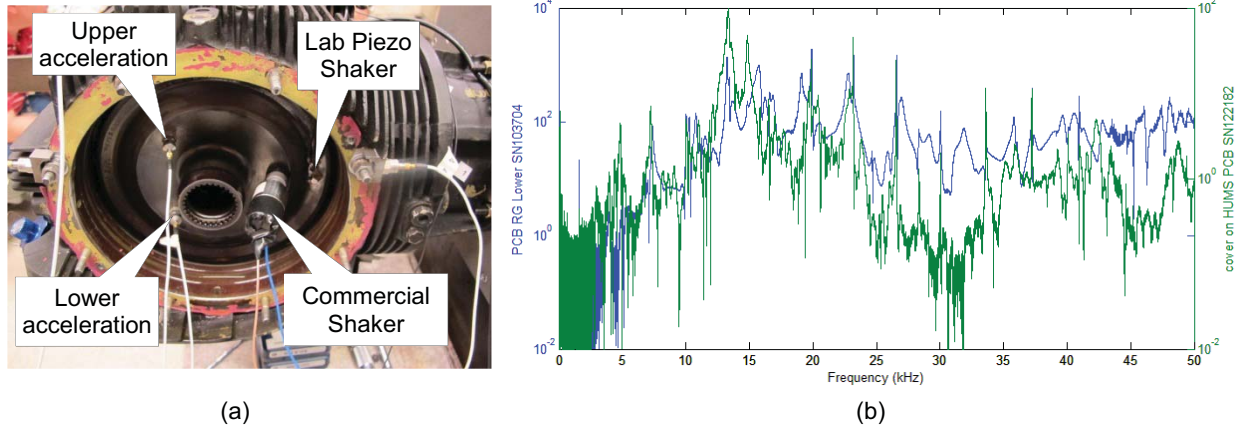 Upper
acceleration
Lab Piezo
Shaker
Lower
acceleration
Commercial
Shaker
(a)
PCB RG Lower SN103704
10^4
10^2
10^0
10^-2
0 5 10 15 20 25 30 35 40 45 50
Frequency (kHz)
10^2
10^0
10^-2
cover on HUMS PCB SN122182
(b)